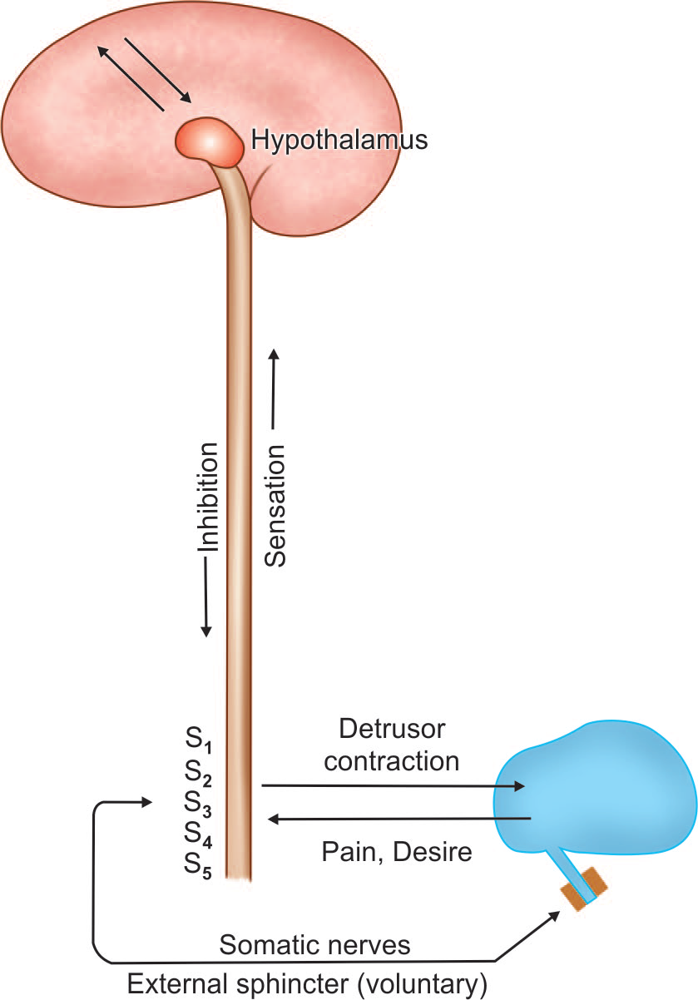 Hypothalamus
Inhibition
Sensation
S1
S2
S3
S4
S5
Detrusor
contraction
Pain, Desire
Somatic nerves
External sphincter (voluntary)